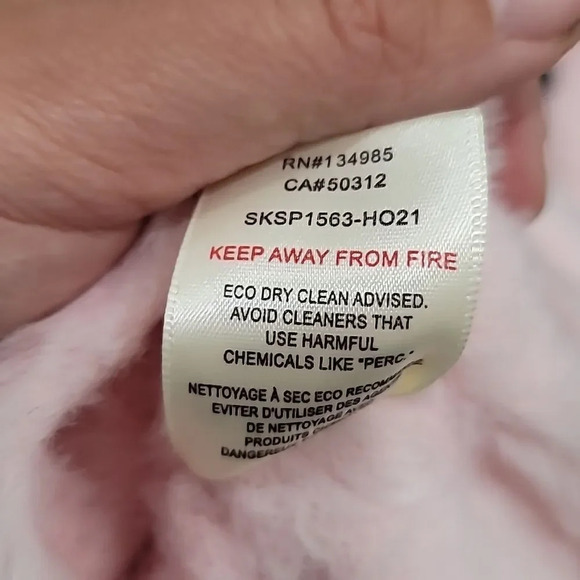 RN#134985
CA#50312
SKSP1563-HO21
KEEP AWAY FROM FIRE
ECO DRY CLEAN ADVISED.
AVOID CLEANERS THAT
USE HARMFUL
CHEMICALS LIKE "PERC."
NETTOYAGE À SEC ECO
EVITER D'UTILISER DES
DE NETTOYAGE
PRODUITS